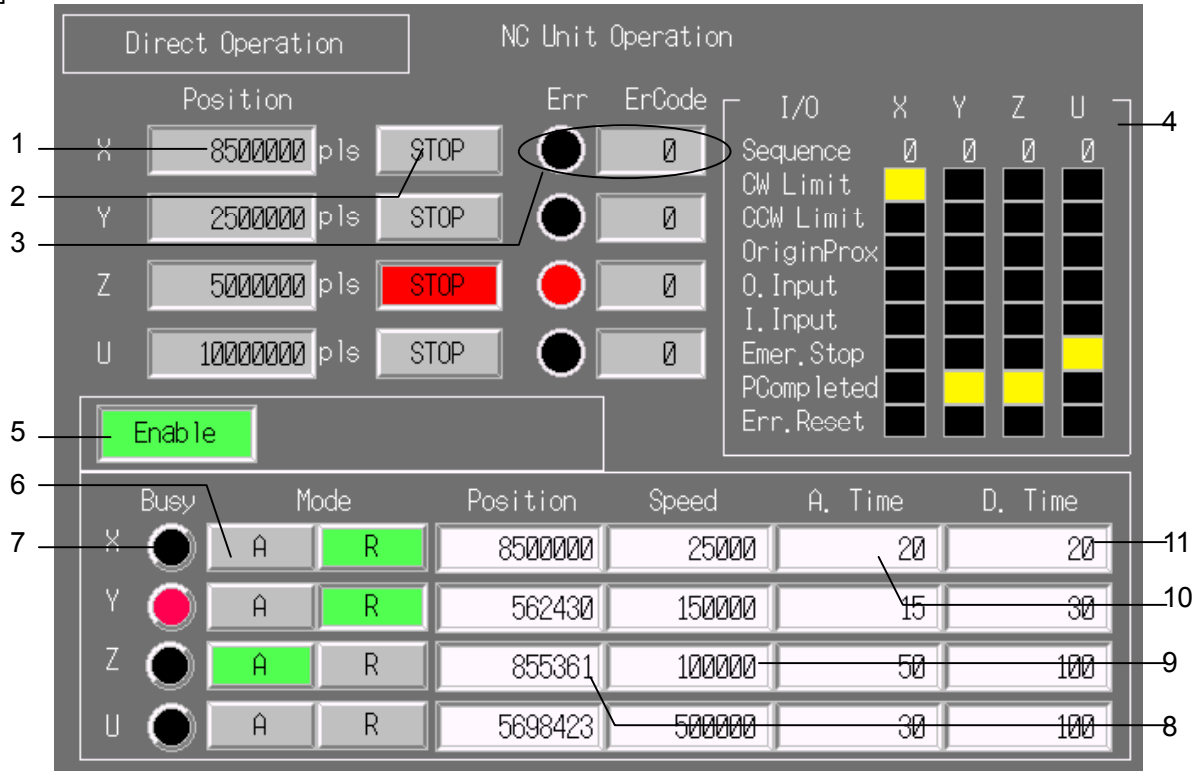 Direct Operation NC Unit Operation
Position Err ErCode
1 X 8500000 pls STOP 0
2 Y 2500000 pls STOP 0
3
Z 5000000 pls STOP 0
U 10000000 pls STOP 0
I/O X Y Z U 4
Sequence 0 0 0 0
CW Limit
CCW Limit
OriginProx
O.Input
I.Input
Emer.Stop
PCompleted
Err.Reset
5 Enable
6 Busy Mode Position Speed A. Time D. Time
7 X A R 8500000 25000 20 20 11
Y A R 562430 150000 15 30 10
Z A R 855361 100000 50 100 9
U A R 5698423 500000 30 100 8